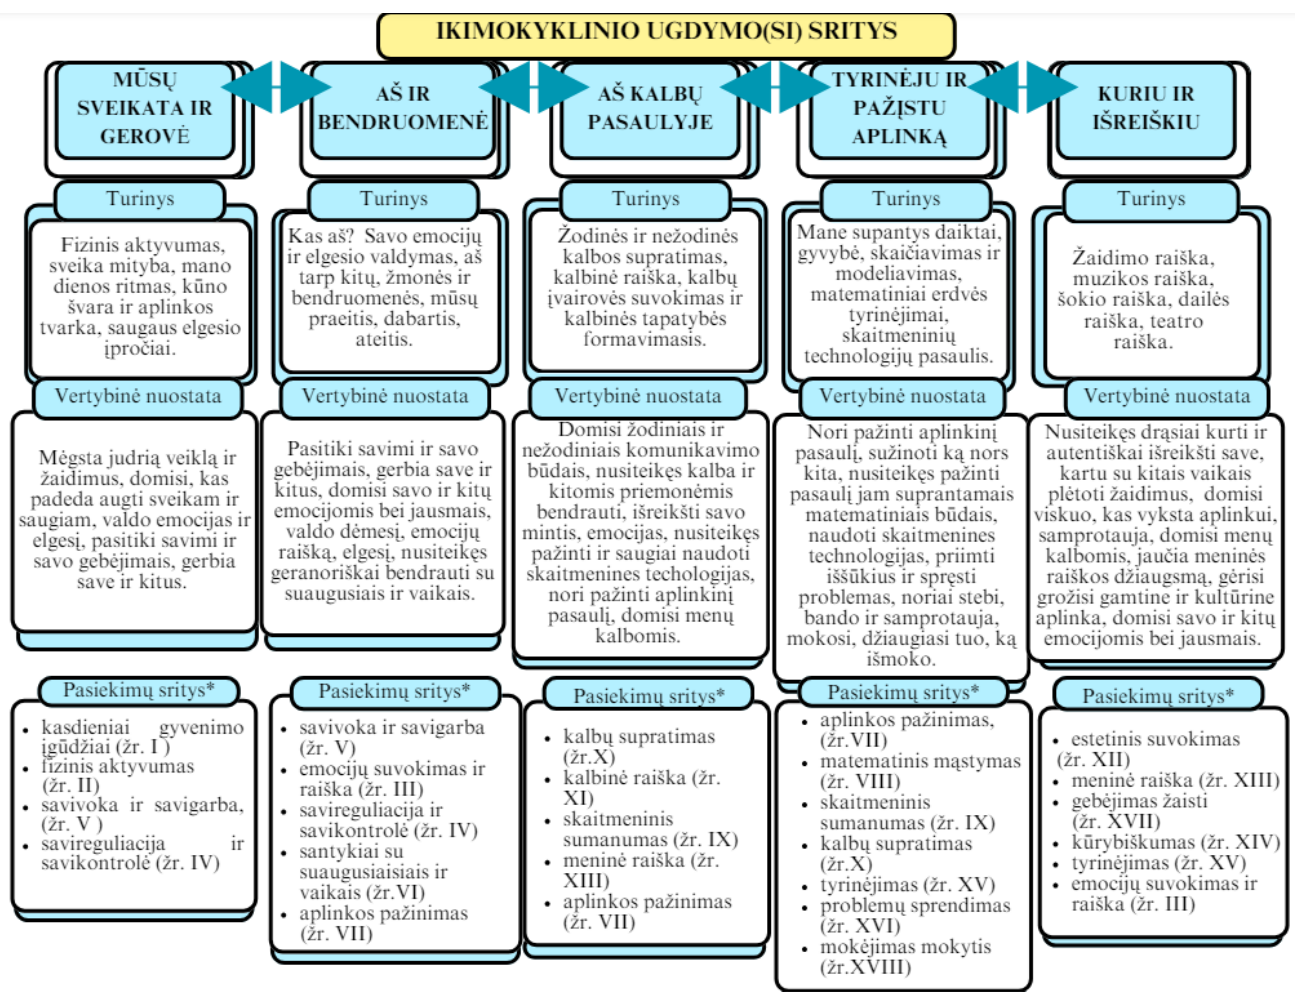 IKIMOKYKLINIO UGDYMO(SI) SRITYS
MŪSŲ
SVEIKATA IR
GEROVĖ
AŠ IR
BENDRUOMENĖ
AŠ KALBŲ
PASAULYJE
TYRINĖJU IR
PAŽĮSTU
APLINKĄ
KURIU IR
IŠREIŠKIU
Turinys
Fizinis aktyvumas,
sveika mityba, mano
dienos ritmas, kūno
švara ir aplinkos
tvarka, saugaus elgesio
įpročiai.
Turinys
Kas aš?  Savo emocijų
ir elgesio valdymas, aš
tarp kitų, žmonės ir
bendruomenės, mūsų
praeitis, dabartis,
ateitis.
Turinys
Žodinės ir nežodinės
kalbos supratimas,
kalbinė raiška, kalbų
įvairovės suvokimas ir
kalbinės tapatybės
formavimasis.
Turinys
Mane supantys daiktai,
gyvybė, skaičiavimas ir
modeliavimas,
matematiniai erdvės
tyrinėjimai,
skaitmeninių
technologijų pasaulis.
Turinys
Žaidimo raiška,
muzikos raiška,
šokio raiška, dailės
raiška, teatro
raiška.
Vertybinė nuostata
Mėgsta judrią veiklą ir
žaidimus, domisi, kas
padeda augti sveikam ir
saugiam, valdo emocijas ir
elgesį, pasitiki savimi ir
savo gebėjimais, gerbia
save ir kitus.
Vertybinė nuostata
Pasitiki savimi ir savo
gebėjimais, gerbia save ir
kitus, domisi savo ir kitų
emocijomis bei jausmais,
valdo dėmesį, emocijų
raišką, elgesį, nusiteikęs
geranoriškai bendrauti su
suaugusiais ir vaikais.
Vertybinė nuostata
Domisi žodiniais ir
nežodiniais komunikavimo
būdais, nusiteikęs kalba ir
kitomis priemonėmis
bendrauti, išreikšti savo
mintis, emocijas, nusiteikęs
pažinti ir saugiai naudoti
skaitmenines techologijas,
nori pažinti aplinkinį
pasaulį, domisi menų
kalbomis.
Vertybinė nuostata
Nori pažinti aplinkinį
pasaulį, sužinoti ką nors
kita, nusiteikęs pažinti
pasaulį jam suprantamais
matematiniais būdais,
naudoti skaitmenines
technologijas, priimti
iššūkius ir spręsti
problemas, noriai stebi,
bando ir samprotauja,
mokosi, džiaugiasi tuo, ką
išmoko.
Vertybinė nuostata
Nusiteikęs drąsiai kurti ir
autentiškai išreikšti save,
kartu su kitais vaikais
plėtoti žaidimus,  domisi
viskuo, kas vyksta aplinkui,
samprotauja, domisi menų
kalbomis, jaučia meninės
raiškos džiaugsmą, gėrisi
grožisi gamtine ir kultūrine
aplinka, domisi savo ir kitų
emocijomis bei jausmais.
Pasiekimų sritys*
• kasdieniai gyvenimo
įgūdžiai (žr. I )
• fizinis aktyvumas
(žr. II)
• savivoka ir savigarba,
(žr. V )
• savireguliacija ir
savikontrolė (žr. IV)
Pasiekimų sritys*
• savivoka ir savigarba
(žr. V)
• emocijų suvokimas ir
raiška (žr. III)
• savireguliacija ir
savikontrolė (žr. IV)
• santykiai su
suaugusiaisiais ir
vaikais (žr.VI)
• aplinkos pažinimas
(žr. VII)
Pasiekimų sritys*
• kalbų supratimas
(žr.X)
• kalbinė raiška (žr.
XI)
• skaitmeninis
sumanumas (žr. IX)
• meninė raiška (žr.
XIII)
• aplinkos pažinimas
(žr. VII)
Pasiekimų sritys*
• aplinkos pažinimas,
(žr.VII)
• matematinis mąstymas
(žr. VIII)
• skaitmeninis
sumanumas (žr. IX)
• kalbų supratimas
(žr.X)
• tyrinėjimas (žr. XV)
• problemų sprendimas
(žr. XVI)
• mokėjimas mokytis
(žr.XVIII)
Pasiekimų sritys*
• estetinis suvokimas
(žr. XII)
• meninė raiška (žr. XIII)
• gebėjimas žaisti
(žr. XVII)
• kūrybiškumas (žr. XIV)
• tyrinėjimas (žr. XV)
• emocijų suvokimas ir
raiška (žr. III)